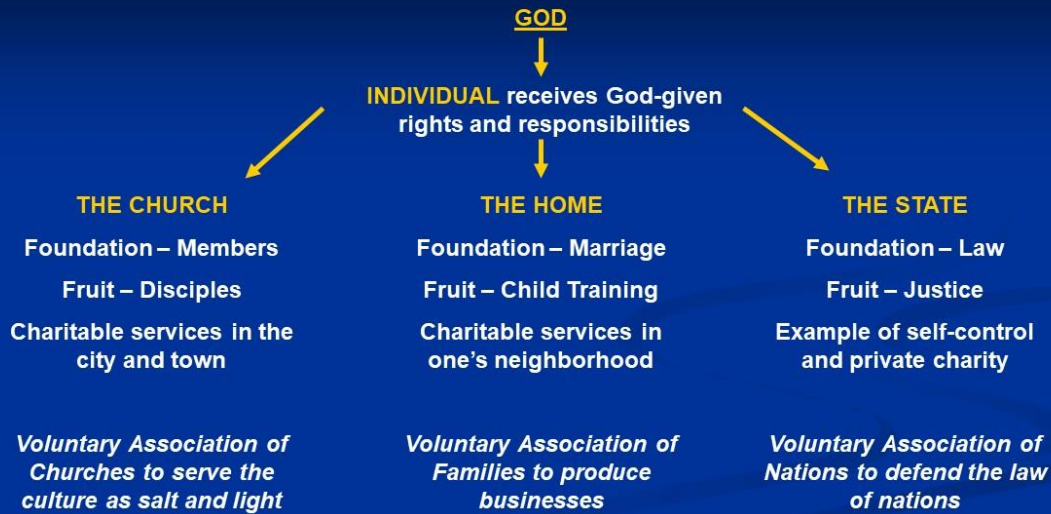 GOD
INDIVIDUAL receives God-given
rights and responsibilities
THE CHURCH
Foundation – Members
Fruit – Disciples
Charitable services in the
city and town
Voluntary Association of
Churches to serve the
culture as salt and light
THE HOME
Foundation – Marriage
Fruit – Child Training
Charitable services in
one’s neighborhood
Voluntary Association of
Families to produce
businesses
THE STATE
Foundation – Law
Fruit – Justice
Example of self-control
and private charity
Voluntary Association of
Nations to defend the law
of nations